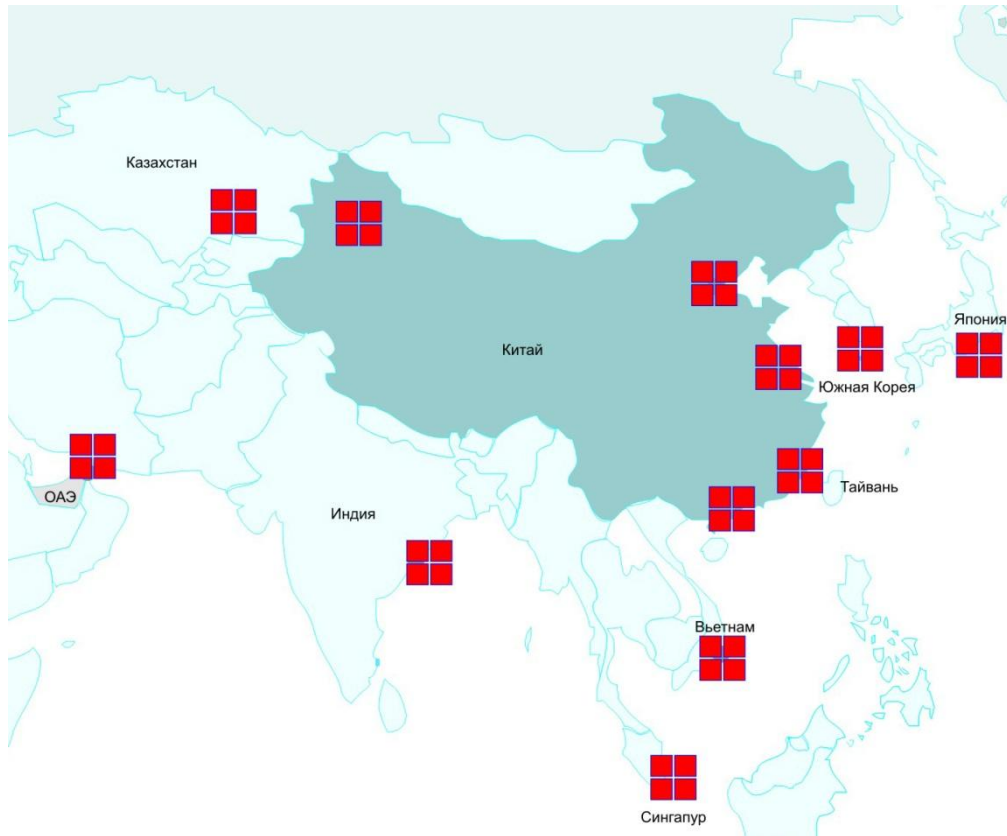 Казахстан
Япония
Китай
Южная Корея
ОАЭ
Индия
Тайвань
Вьетнам
Сингапур